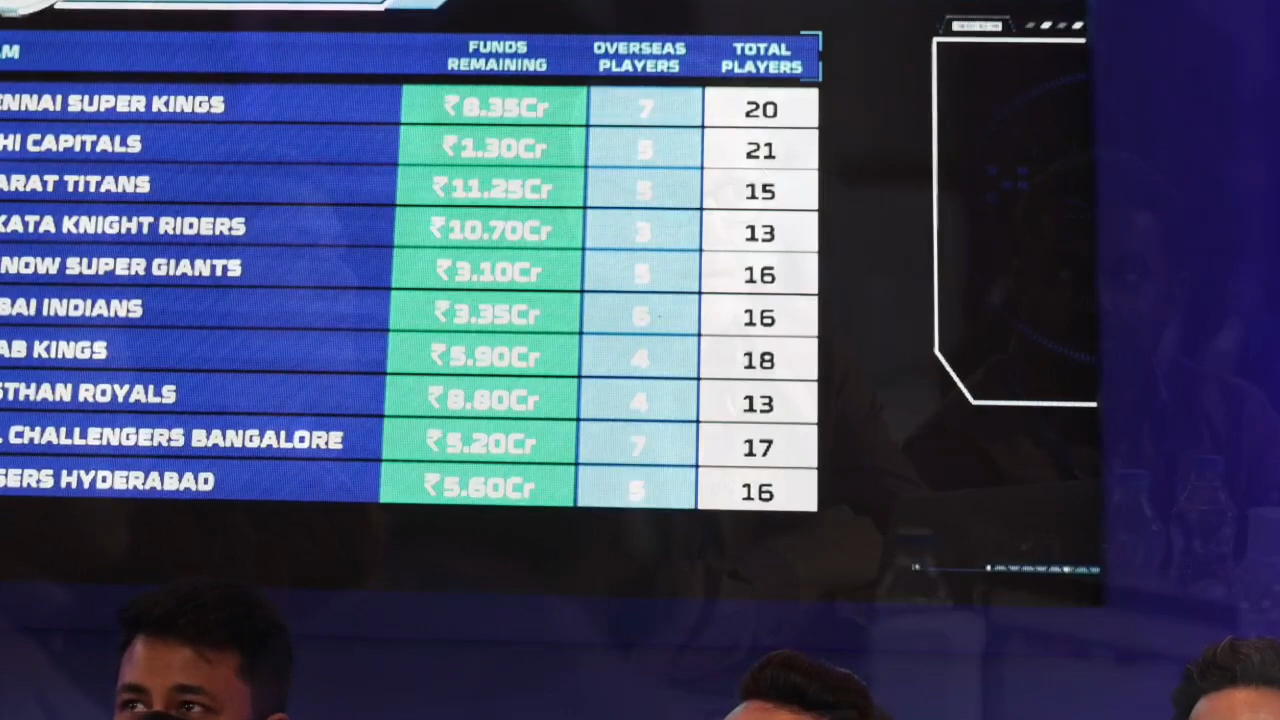 M FUNDS REMAINING OVERSEAS PLAYERS TOTAL PLAYERS
ENNAI SUPER KINGS ₹8.35Cr 7 20
HI CAPITALS ₹1.30Cr 5 21
ARAT TITANS ₹11.25Cr 5 15
KATA KNIGHT RIDERS ₹10.70Cr 3 13
NOW SUPER GIANTS ₹3.10Cr 5 16
BAI INDIANS ₹3.35Cr 16
AB KINGS ₹5.90Cr 4 18
STHAN ROYALS ₹8.80Cr 4 13
L CHALLENGERS BANGALORE ₹5.20Cr 7 17
SERS HYDERABAD ₹5.60Cr 5 16